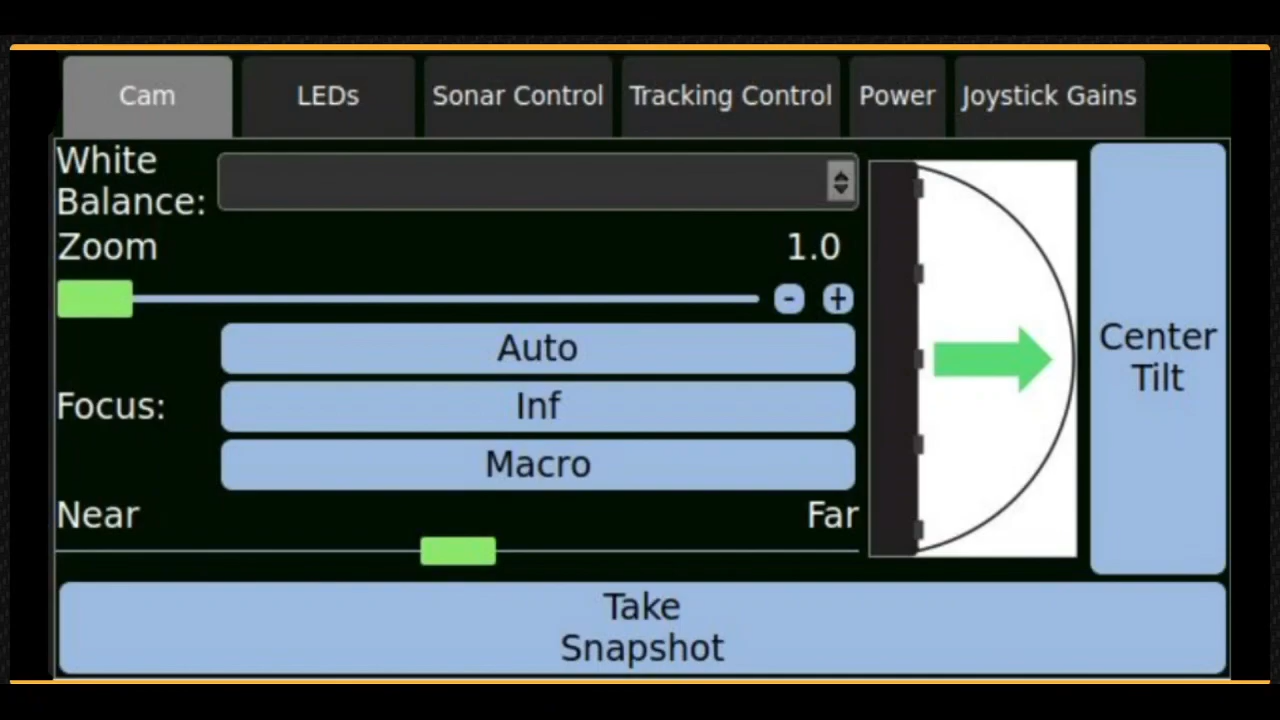 Cam LEDs Sonar Control Tracking Control Power Joystick Gains
White
Balance:
Zoom 1.0
- +
Auto
Focus: Inf
Macro
Near Far
Center
Tilt
Take
Snapshot